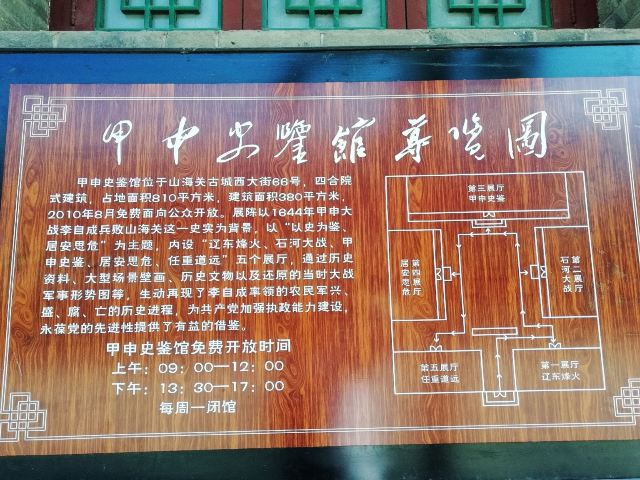 甲申史鉴馆导览图
甲申史鉴馆位于山海关古城西大街66号，四合院
式建筑，占地面积810平方米，建筑面积380平方米，
2010年8月免费面向公众开放。展陈以1644年甲申大
战李自成兵败山海关这一史实为背景，以“以史为鉴、
居安思危”为主题，内设“辽东烽火、石河大战、甲
申史鉴、居安思危、任重道远”五个展厅，通过历史
资料、大型场景壁画、历史文物以及还原的当时大战
军事形势图等，生动再现了李自成率领的农民军兴、
盛、腐、亡的历史进程，为共产党加强执政能力建设，
永葆党的先进性提供了有益的借鉴。
甲申史鉴馆免费开放时间
上午：09：00—12：00
下午：13：30—17：00
每周一闭馆
第三展厅
甲申史鉴
第四展厅
居安思危
第二展厅
石河大战
第五展厅
任重道远
第一展厅
辽东烽火